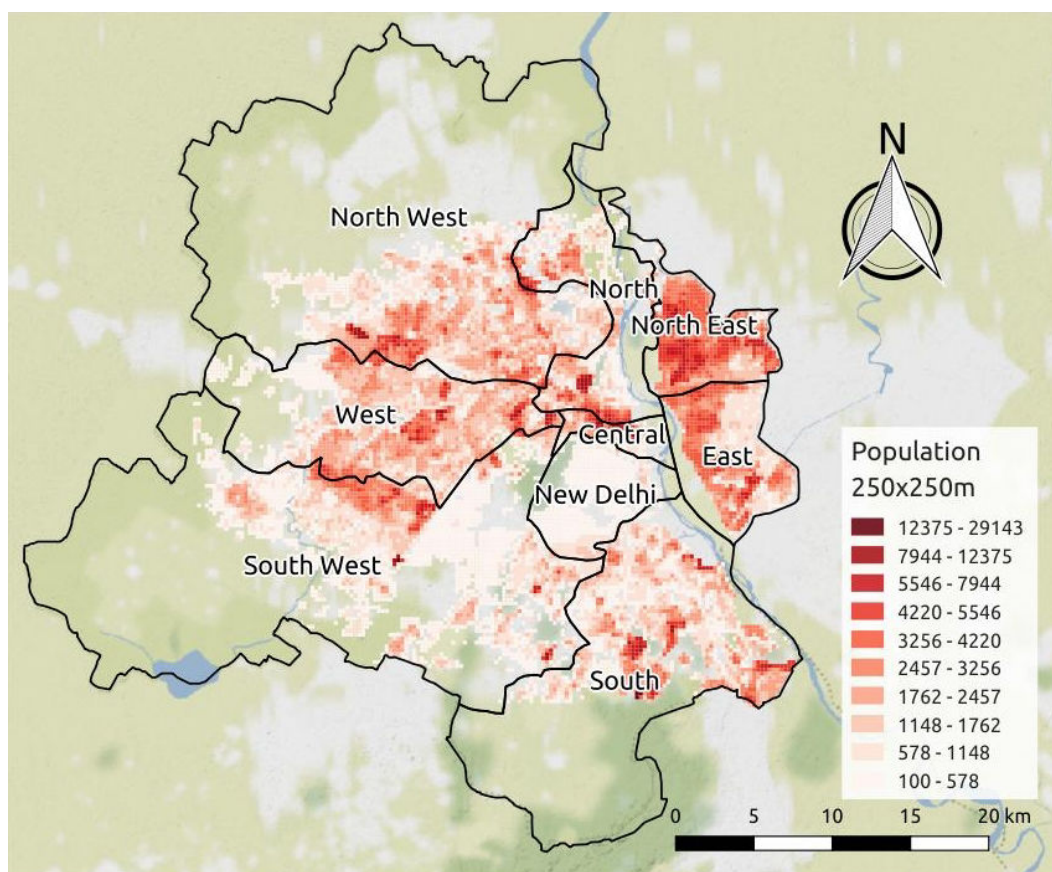 N
North West
North
North East
West
Central
East
New Delhi
South West
South
Population
250x250m
12375 - 29143
7944 - 12375
5546 - 7944
4220 - 5546
3256 - 4220
2457 - 3256
1762 - 2457
1148 - 1762
578 - 1148
100 - 578
0 5 10 15 20 km